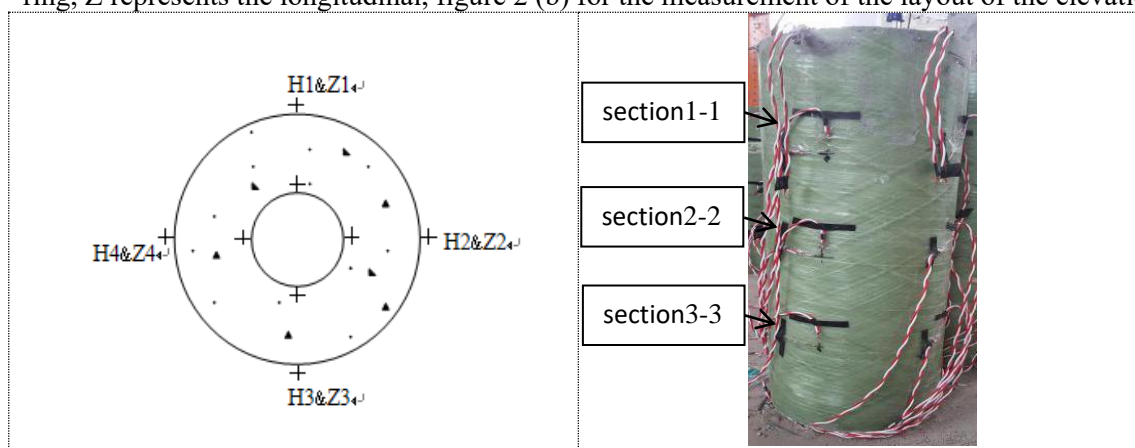 ring, Z represents the longitudinal, figure 2 (b) for the measurement of the layout of the
H1&Z1↵
H4&Z4↵
H2&Z2↵
H3&Z3↵
section1-1
section2-2
section3-3